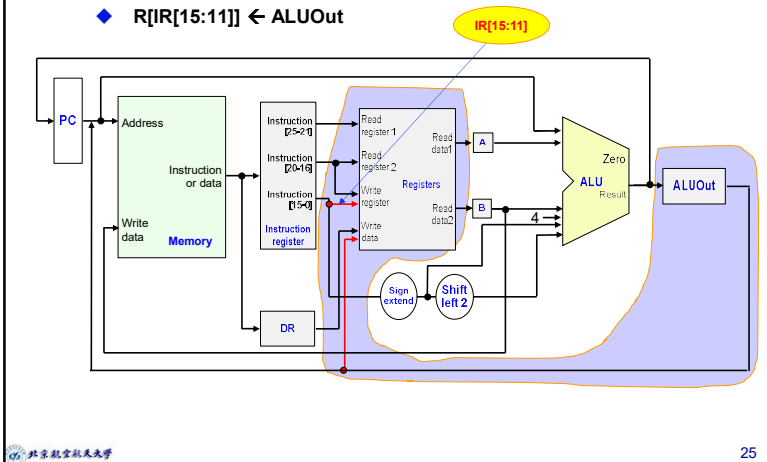 ◆ R[IR[15:11]] ← ALUOut
IR[15:11]
PC
Address
Instruction
or data
Write
data
Memory
Instruction
[25-21]
Instruction
[20-16]
Instruction
[15-0]
Instruction
register
DR
Read
register 1
Read
register 2
Write
register
Write
data
Registers
Read
data1
Read
data2
A
B
4
Sign
extend
Shift
left 2
Zero
ALU
Result
ALUOut
北京航空航天大学
25